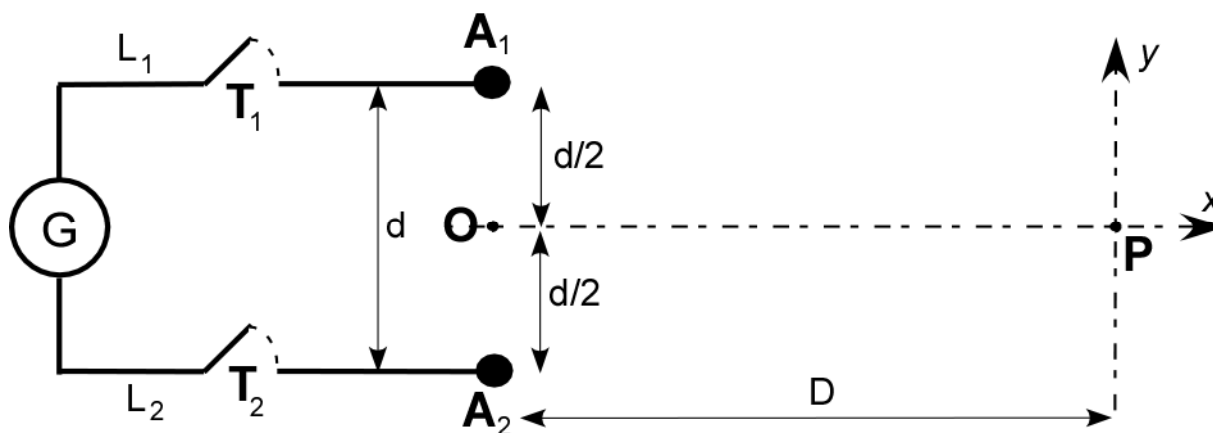 A₁
L₁
T₁
y
d/2
G
d
O
x
P
d/2
T₂
L₂
A₂
D